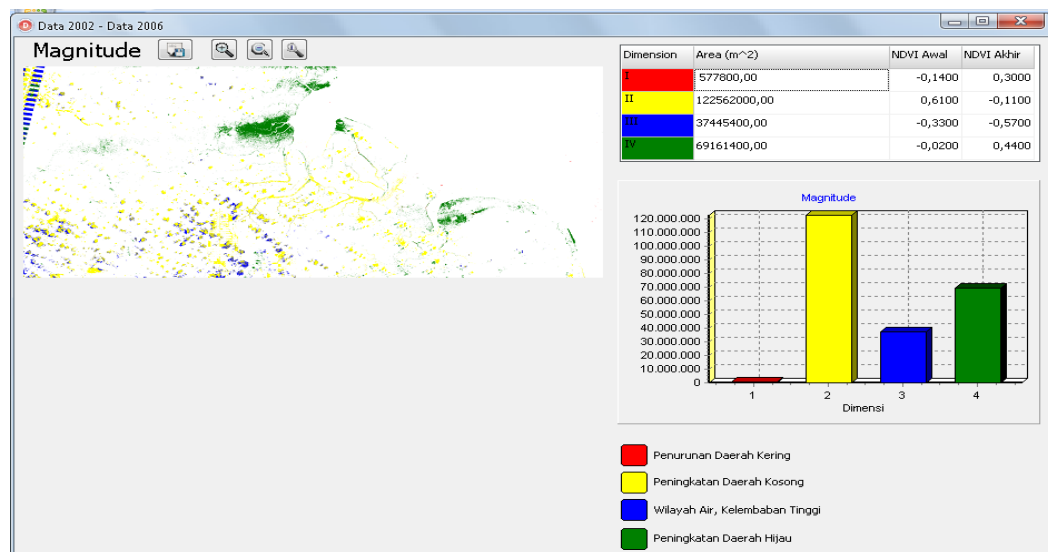 Data 2002 - Data 2006
Magnitude
Dimension Area (m^2) NDVI Awal NDVI Akhir
I 577800,00 -0,1400 0,3000
II 122562000,00 0,6100 -0,1100
III 37445400,00 -0,3300 -0,5700
IV 69161400,00 -0,0200 0,4400
Magnitude
120.000.000
110.000.000
100.000.000
90.000.000
80.000.000
70.000.000
60.000.000
50.000.000
40.000.000
30.000.000
20.000.000
10.000.000
0
1 2 3 4
Dimensi
Penurunan Daerah Kering
Peningkatan Daerah Kosong
Wilayah Air, Kelembaban Tinggi
Peningkatan Daerah Hijau